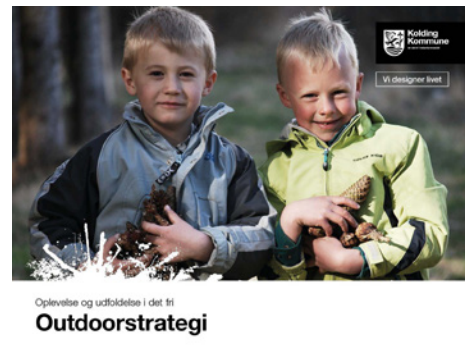 Kolding
Kommune
Vi designer livet
Oplevelse og udfoldelse i det fri
Outdoorstrategi